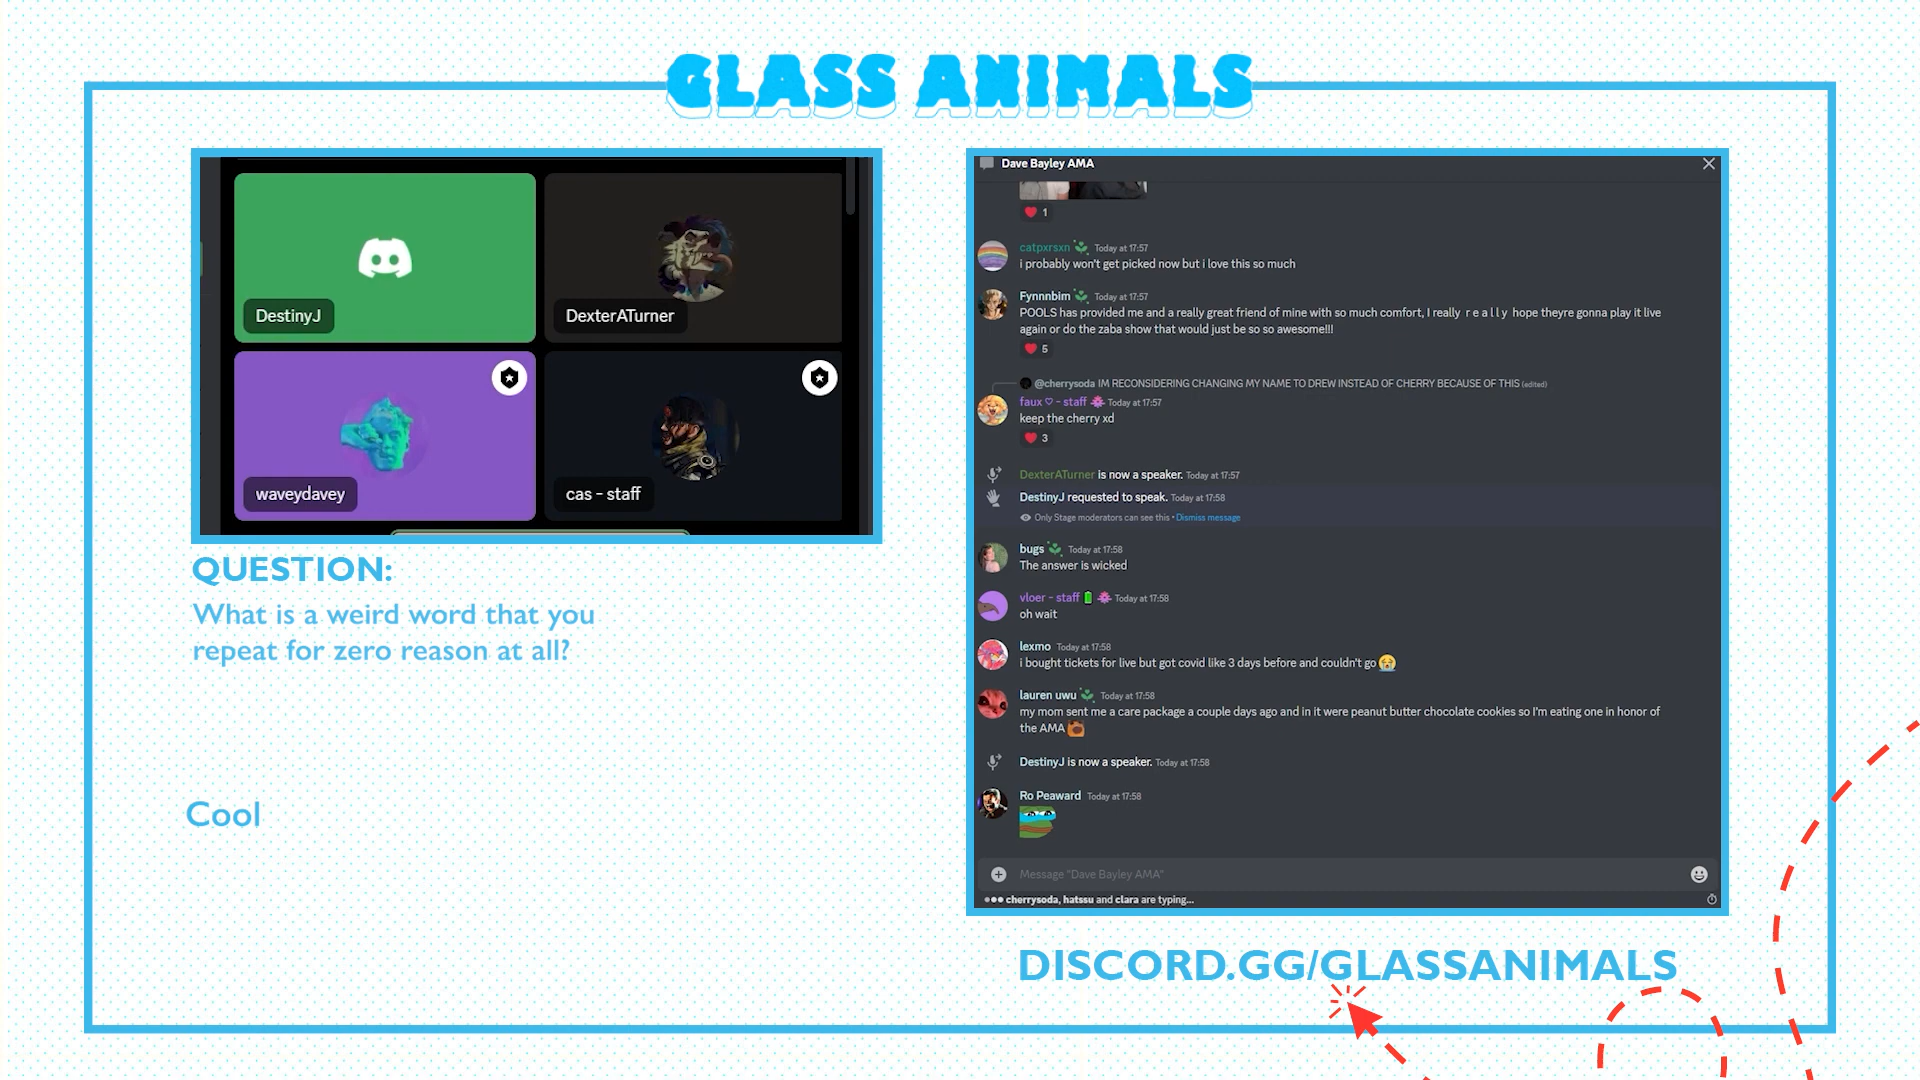 GLASS ANIMALS
DestinyJ
DexterATurner
waveydavey
cas - staff
QUESTION:
What is a weird word that you
repeat for zero reason at all?
Cool
Dave Bayley AMA
1
catpxrsxn Today at 17:57
i probably won't get picked now but i love this so much
Fynnnbim Today at 17:57
POOLS has provided me and a really great friend of mine with so much comfort, I really r e a l l y hope theyre gonna play it live
again or do the zaba show that would just be so so awesome!!!
5
@cherrysoda IM RECONSIDERING CHANGING MY NAME TO DREW INSTEAD OF CHERRY BECAUSE OF THIS (edited)
faux ♡ - staff Today at 17:57
keep the cherry xd
3
DexterATurner is now a speaker. Today at 17:57
DestinyJ requested to speak. Today at 17:58
Only Stage moderators can see this • Dismiss message
bugs Today at 17:58
The answer is wicked
vloer - staff Today at 17:58
oh wait
lexmo Today at 17:58
i bought tickets for live but got covid like 3 days before and couldn't go 😭
lauren uwu Today at 17:58
my mom sent me a care package a couple days ago and in it were peanut butter chocolate cookies so I'm eating one in honor of
the AMA
DestinyJ is now a speaker. Today at 17:58
Ro Peaward Today at 17:58
Message "Dave Bayley AMA"
cherrysoda, hatssu and clara are typing...
DISCORD.GG/GLASSANIMALS